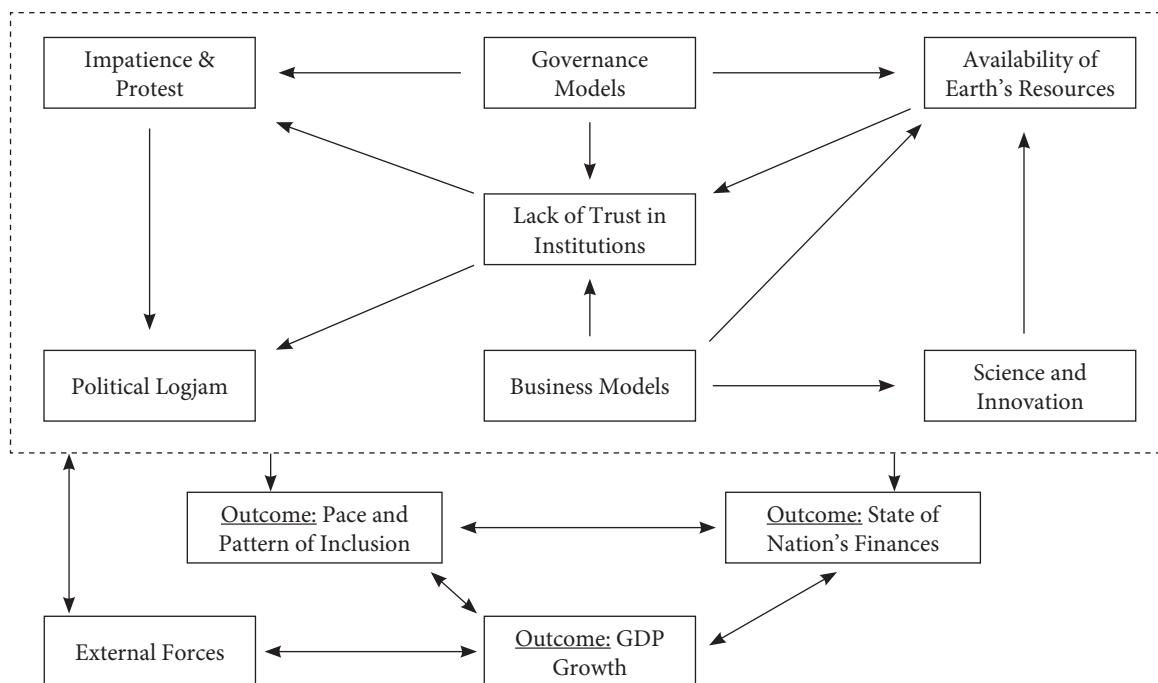 Impatience &
Protest
Governance
Models
Availability of
Earth's Resources
Lack of Trust in
Institutions
Political Logjam
Business Models
Science and
Innovation
Outcome: Pace and
Pattern of Inclusion
Outcome: State of
Nation's Finances
External Forces
Outcome: GDP
Growth